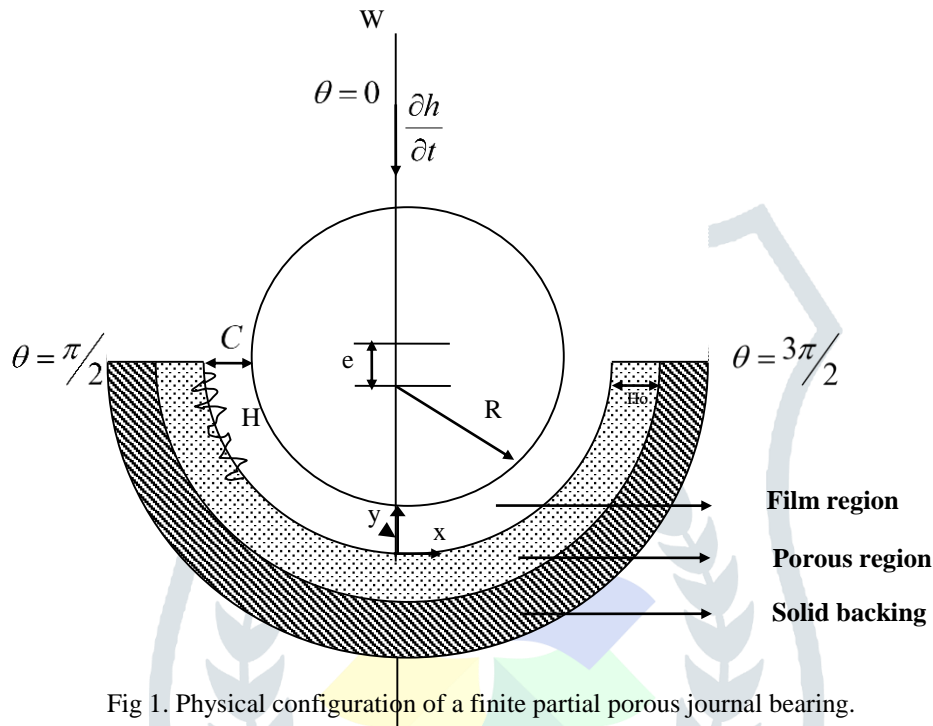 W
θ = 0
∂h/∂t
C
θ = π/2
e
θ = 3π/2
H
R
Ho
y
x
Film region
Porous region
Solid backing
Fig 1. Physical configuration of a finite partial porous journal bearing.